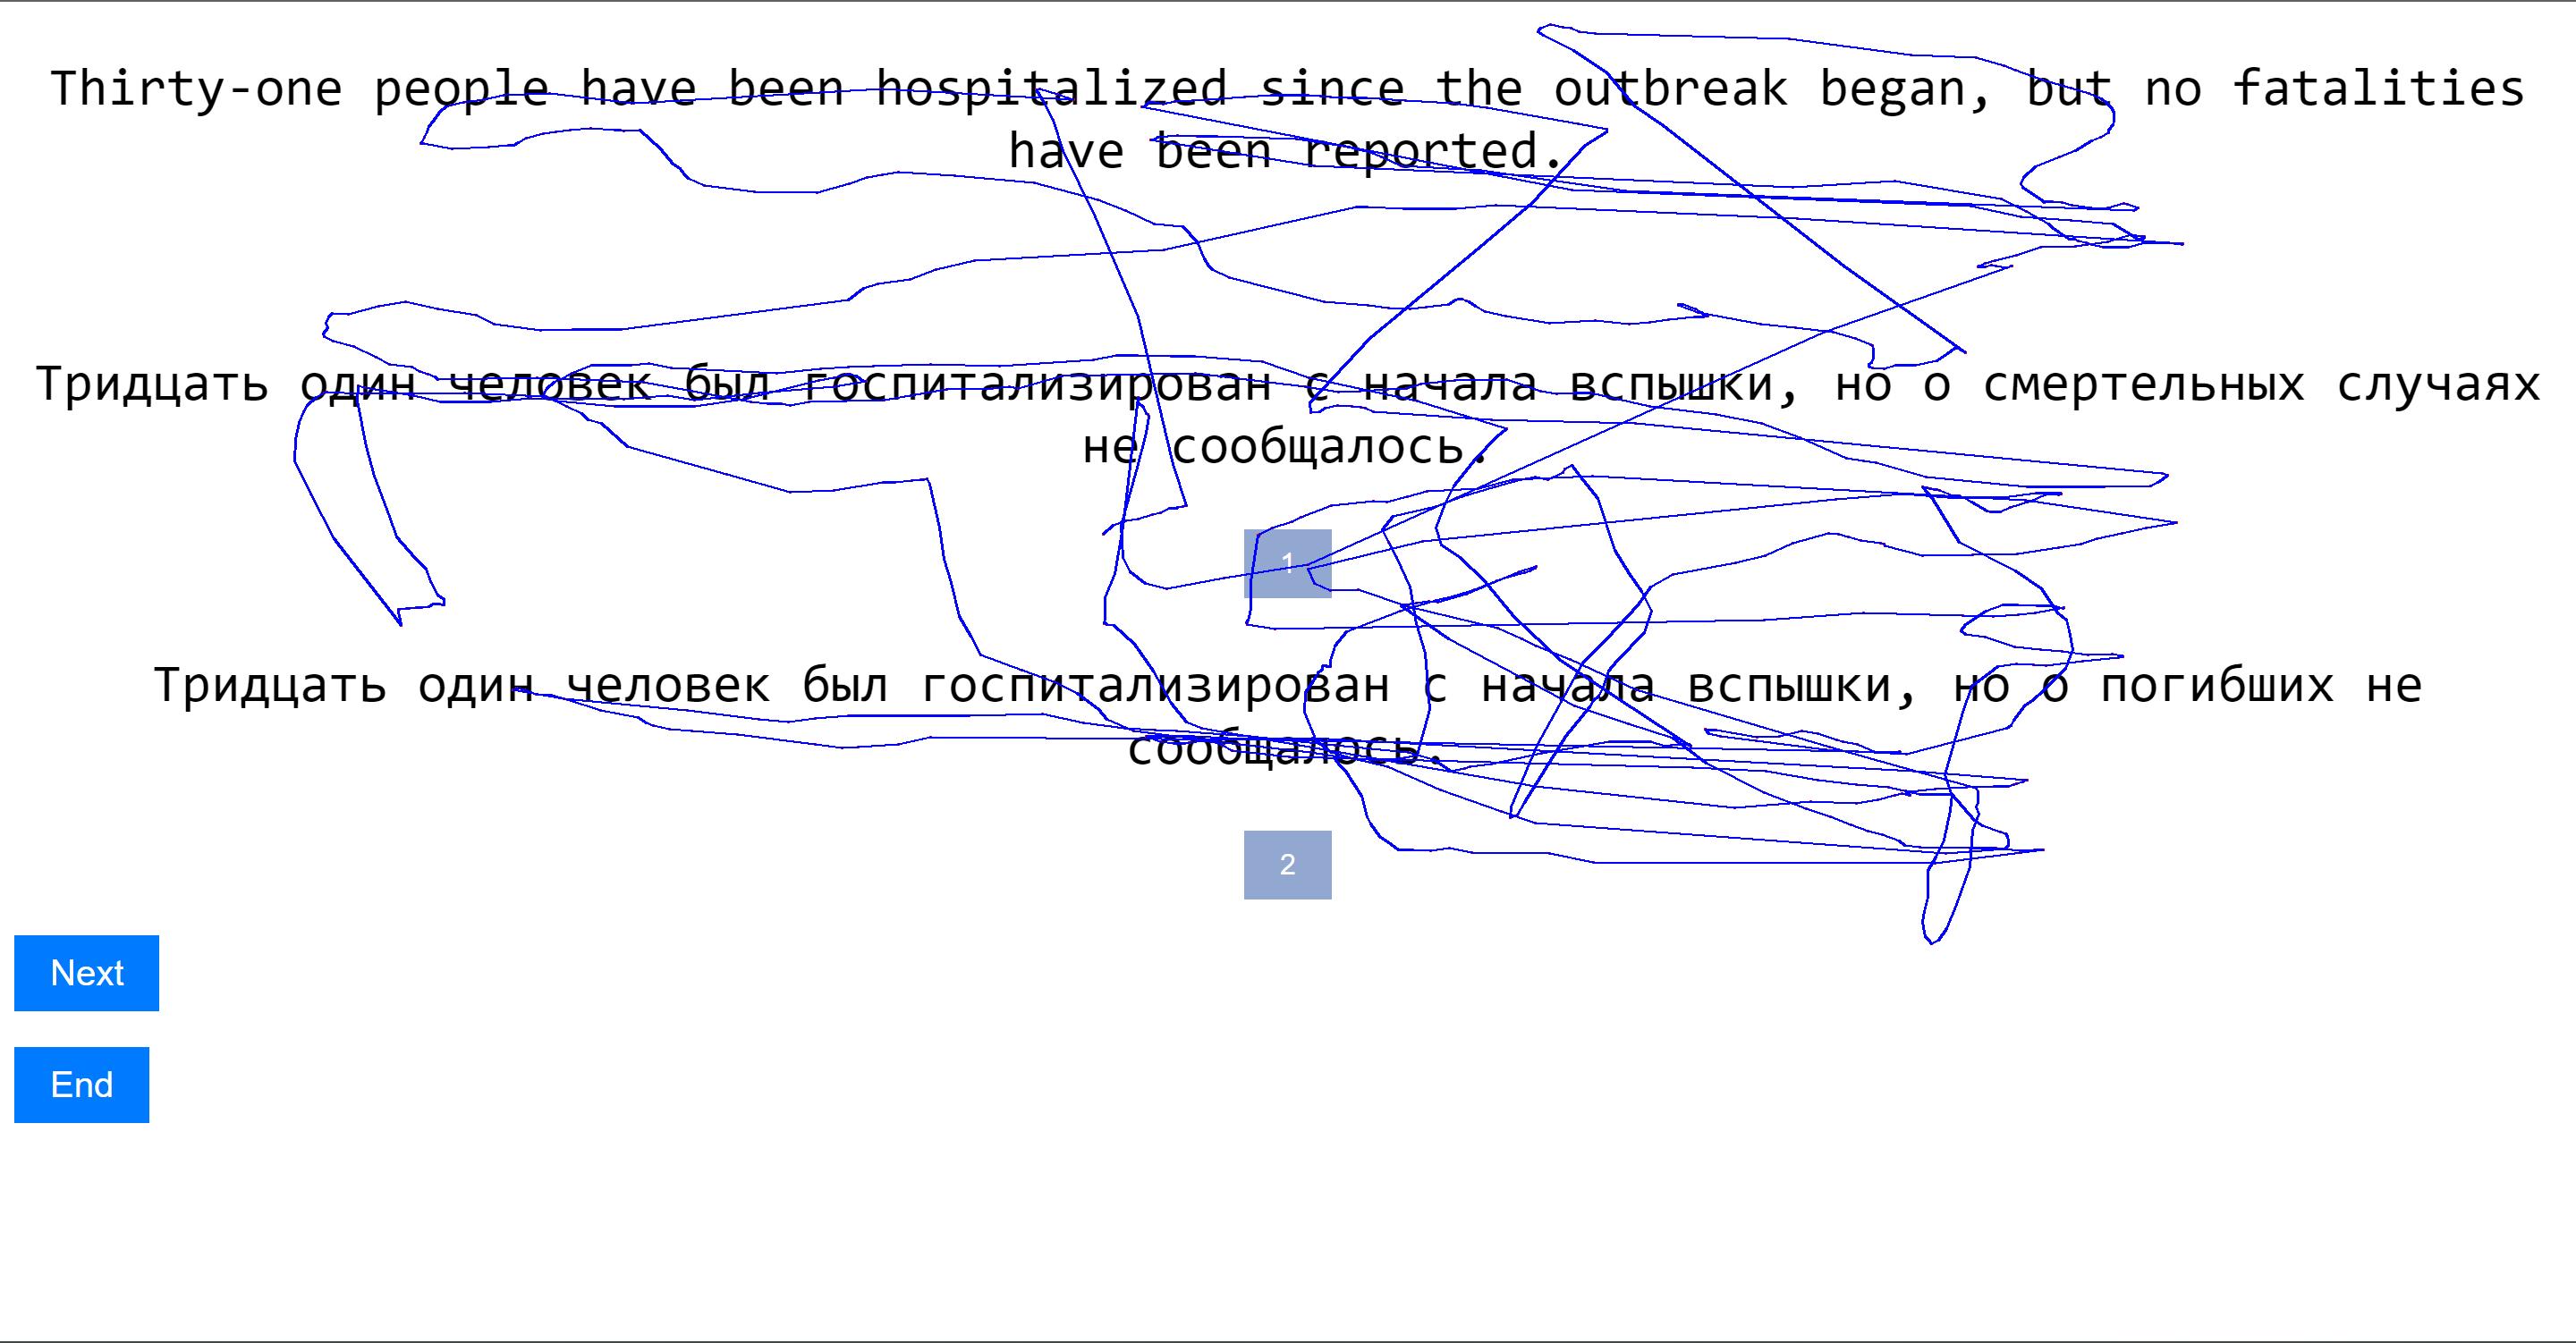 Thirty-one people have been hospitalized since the outbreak began, but no fatalities
have been reported.
Тридцать один человек был госпитализирован с начала вспышки, но о смертельных случаях
не сообщалось.
1
Тридцать один человек был госпитализирован с начала вспышки, но о погибших не
сообщалось.
2
Next
End